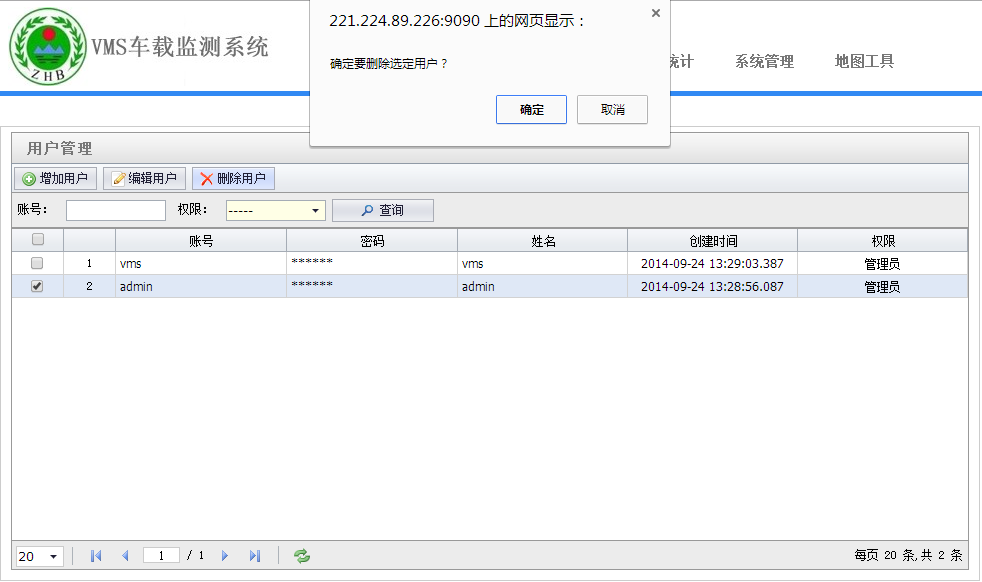 221.224.89.226:9090 上的网页显示：
确定要删除选定用户？
确定 取消
ZHB
VMS车载监测系统
统计 系统管理 地图工具
用户管理
增加用户 编辑用户 删除用户
账号： 权限： ----- 查询
账号 密码 姓名 创建时间 权限
1 vms ****** vms 2014-09-24 13:29:03.387 管理员
2 admin ****** admin 2014-09-24 13:28:56.087 管理员
20 1 / 1 每页 20 条,共 2 条